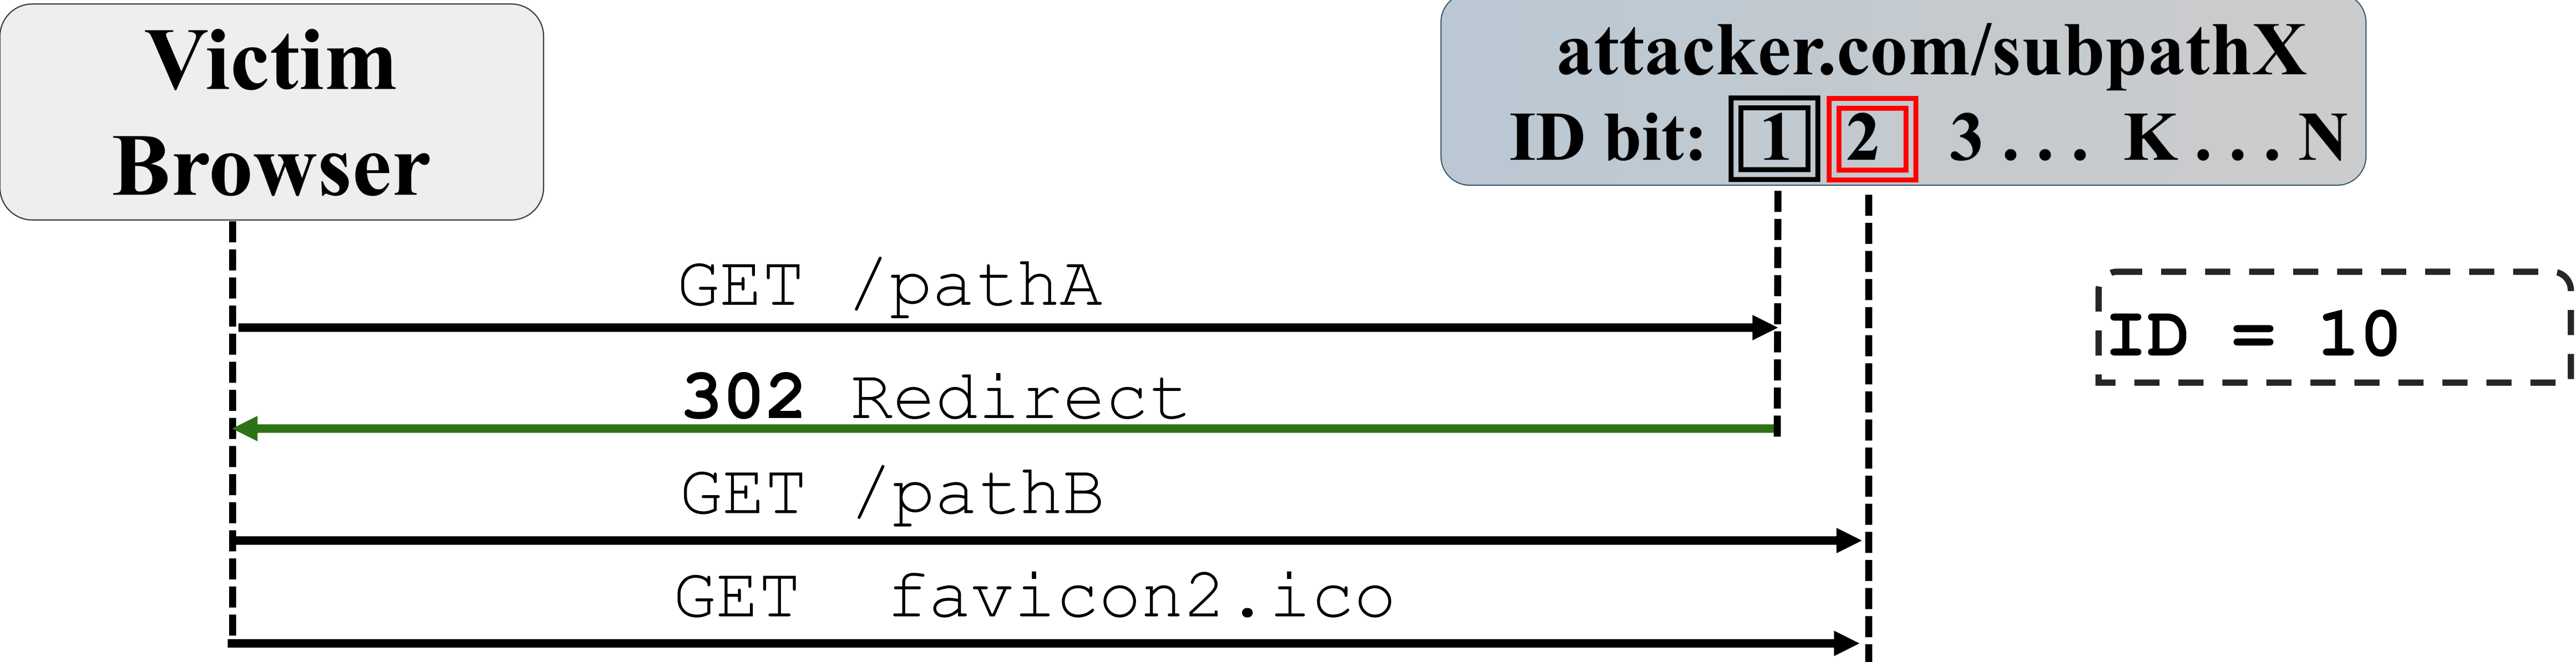 Victim
Browser
attacker.com/subpathX
ID bit: 1 2 3 . . . K . . . N
GET /pathA
302 Redirect
GET /pathB
GET favicon2.ico
ID = 10